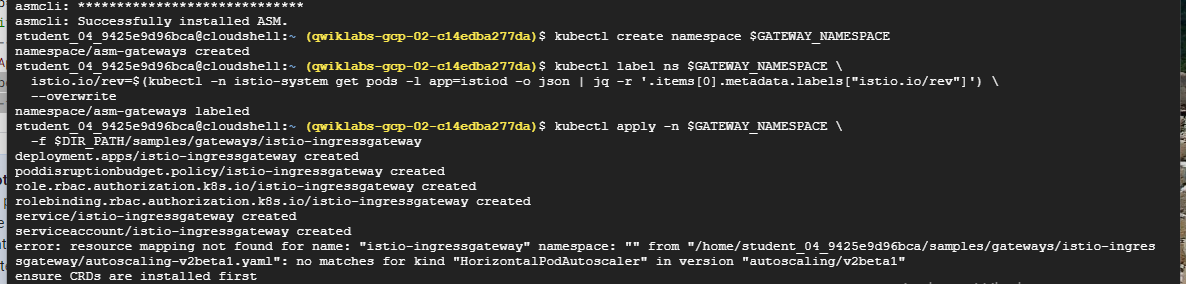 asmcli: *****************************
asmcli: Successfully installed ASM.
student_04_9425e9d96bca@cloudshell:~ (qwiklabs-gcp-02-c14edba277da)$ kubectl create namespace $GATEWAY_NAMESPACE
namespace/asm-gateways created
student_04_9425e9d96bca@cloudshell:~ (qwiklabs-gcp-02-c14edba277da)$ kubectl label ns $GATEWAY_NAMESPACE \
  istio.io/rev=$(kubectl -n istio-system get pods -l app=istiod -o json | jq -r '.items[0].metadata.labels["istio.io/rev"]') \
  --overwrite
namespace/asm-gateways labeled
student_04_9425e9d96bca@cloudshell:~ (qwiklabs-gcp-02-c14edba277da)$ kubectl apply -n $GATEWAY_NAMESPACE \
  -f $DIR_PATH/samples/gateways/istio-ingressgateway
deployment.apps/istio-ingressgateway created
poddisruptionbudget.policy/istio-ingressgateway created
role.rbac.authorization.k8s.io/istio-ingressgateway created
rolebinding.rbac.authorization.k8s.io/istio-ingressgateway created
service/istio-ingressgateway created
serviceaccount/istio-ingressgateway created
error: resource mapping not found for name: "istio-ingressgateway" namespace: "" from "/home/student_04_9425e9d96bca/samples/gateways/istio-ingres
sgateway/autoscaling-v2beta1.yaml": no matches for kind "HorizontalPodAutoscaler" in version "autoscaling/v2beta1"
ensure CRDs are installed first